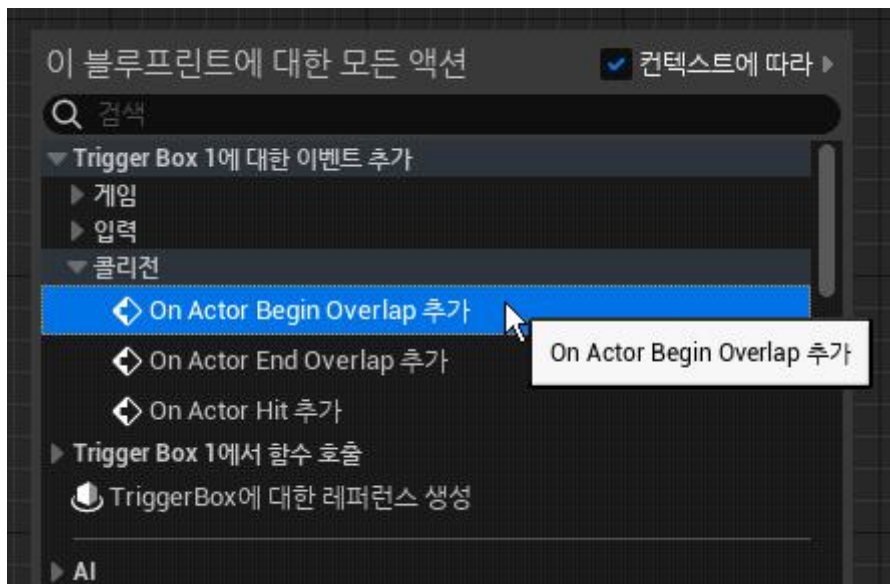 이 블루프린트에 대한 모든 액션 컨텍스트에 따라
검색
Trigger Box 1에 대한 이벤트 추가
게임
입력
콜리전
On Actor Begin Overlap 추가
On Actor Begin Overlap 추가
On Actor End Overlap 추가
On Actor Hit 추가
Trigger Box 1에서 함수 호출
TriggerBox에 대한 레퍼런스 생성
AI